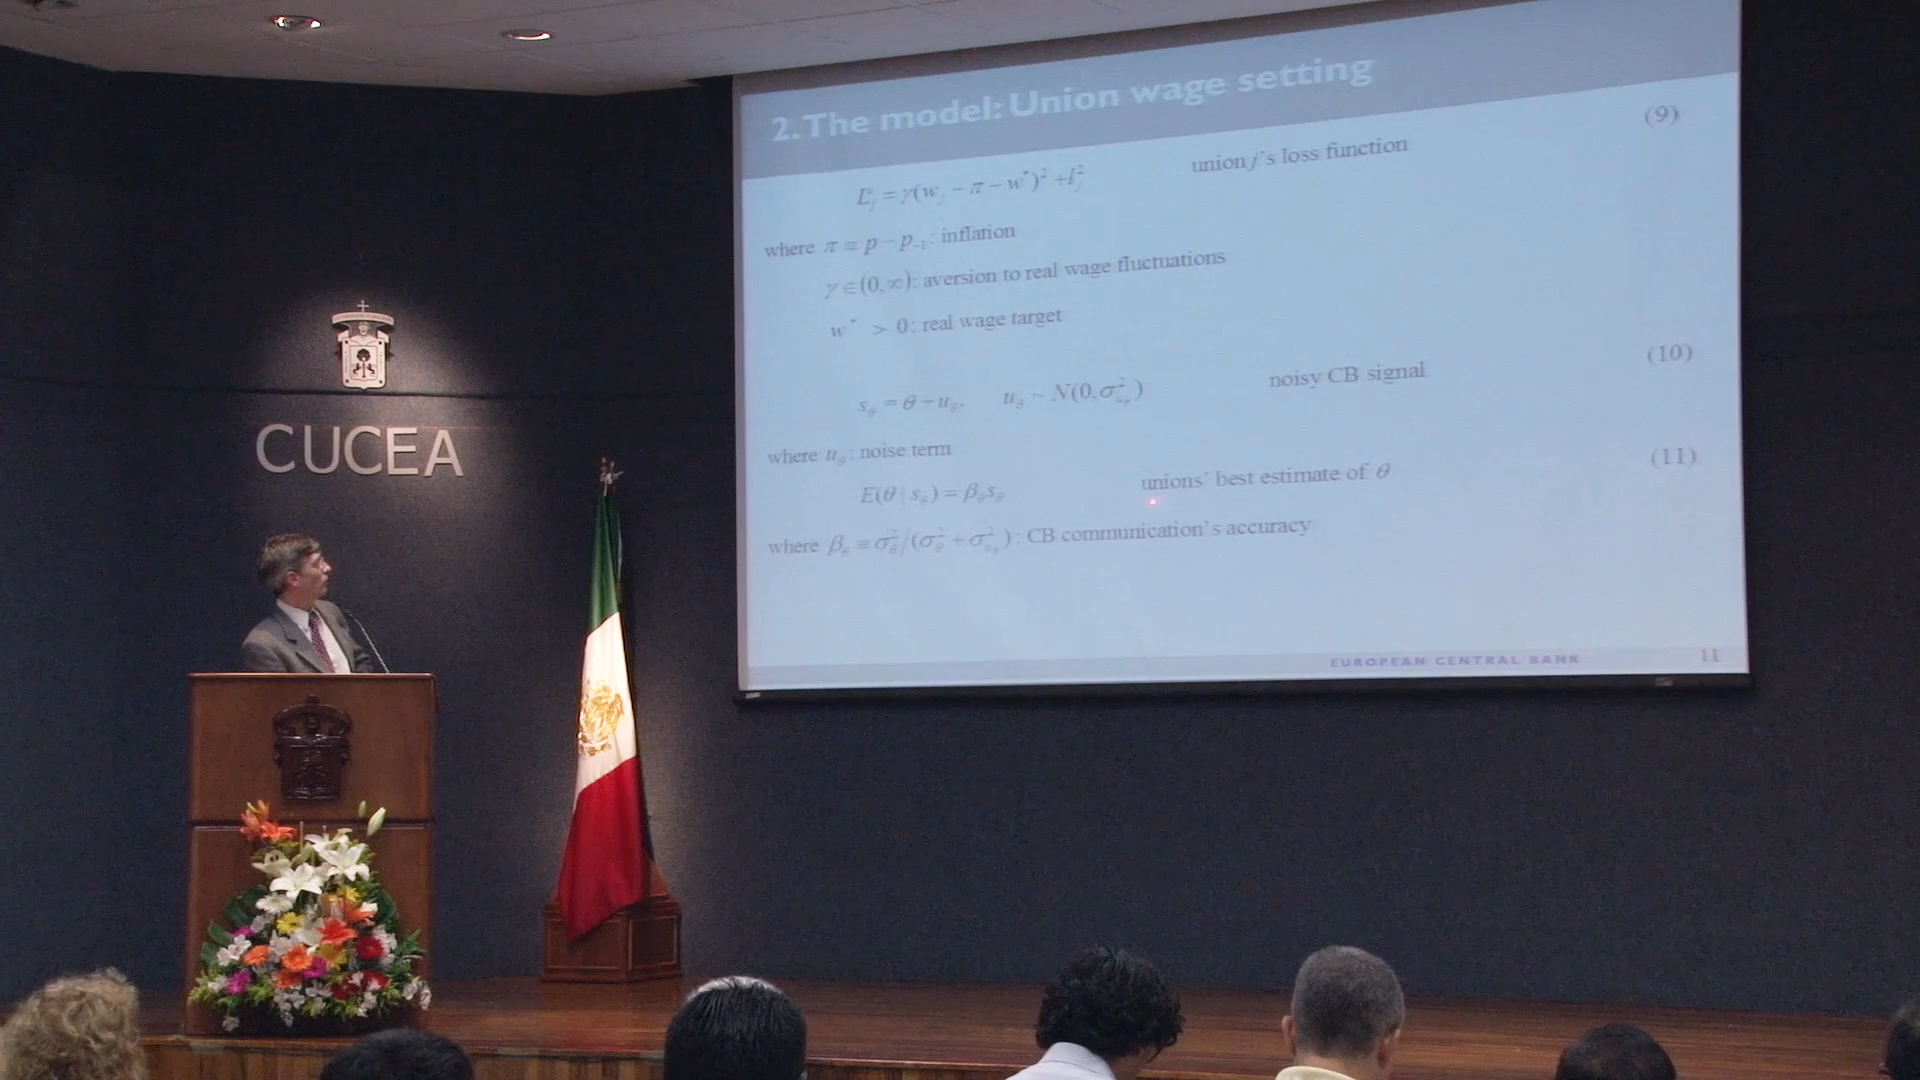 2. The model: Union wage setting
L_j^u = γ(w_j − π − w*)² + l_j² union j's loss function (9)
where π ≡ p − p_{-1}: inflation
γ ∈ (0, ∞): aversion to real wage fluctuations
w* > 0: real wage target
s_θ = θ + u_θ, u_θ ~ N(0, σ²_{u_θ}) noisy CB signal (10)
where u_θ: noise term
E(θ | s_θ) = β_θ s_θ unions' best estimate of θ (11)
where β_θ ≡ σ²_θ/(σ²_θ + σ²_{u_θ}): CB communication's accuracy
EUROPEAN CENTRAL BANK 11
CUCEA